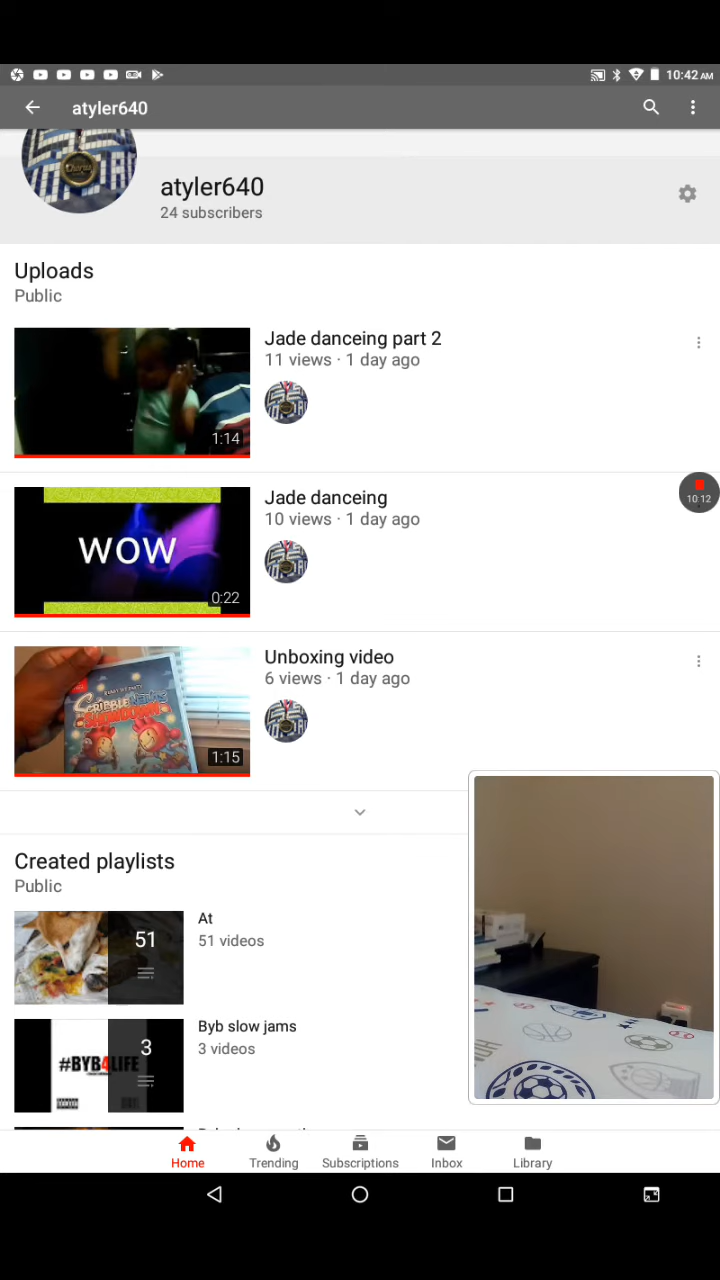 10:42 AM
atyler640
atyler640
24 subscribers
Uploads
Public
Jade danceing part 2
11 views · 1 day ago
1:14
Jade danceing
10 views · 1 day ago
WOW
0:22
10:12
Unboxing video
6 views · 1 day ago
SCRIBBLENAUTS
SHOWDOWN
1:15
Created playlists
Public
At
51 videos
51
Byb slow jams
3 videos
#BYB4LIFE
3
Home
Trending
Subscriptions
Inbox
Library